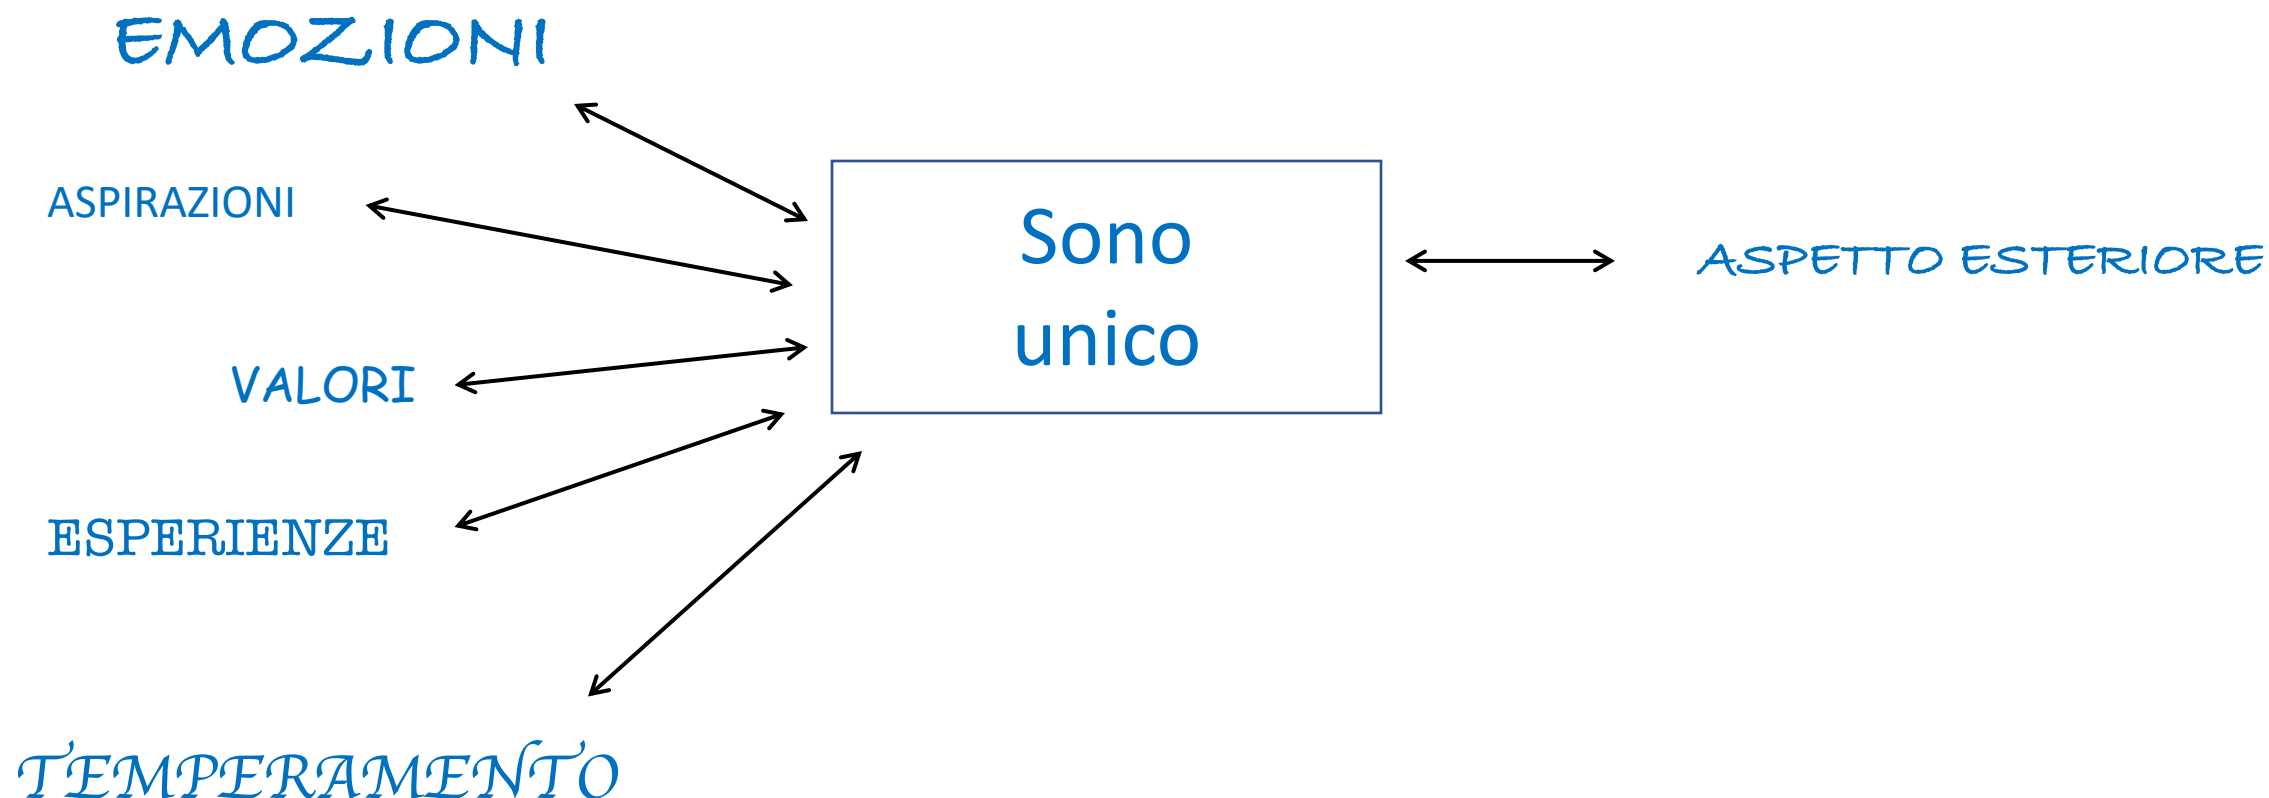 EMOZIONI
ASPIRAZIONI
Sono
unico
ASPETTO ESTERIORE
VALORI
ESPERIENZE
TEMPERAMENTO